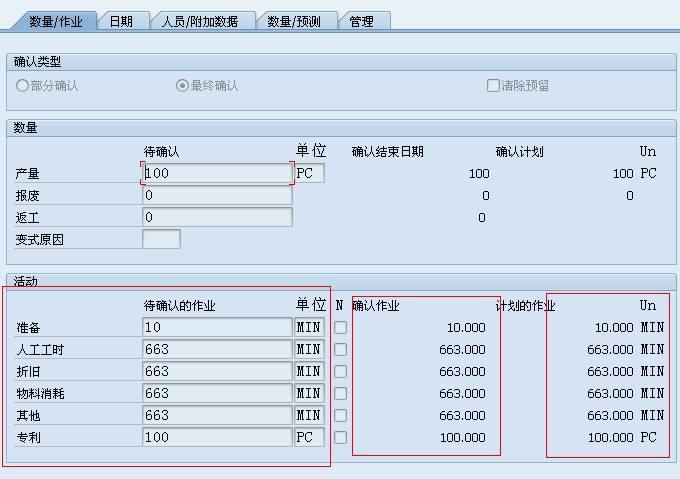 数量/作业 日期 人员/附加数据 数量/预测 管理
确认类型
部分确认 最终确认 清除预留
数量
待确认 单位 确认结束日期 确认计划 Un
产量 100 PC 100 100 PC
报废 0 0 0
返工 0 0
变式原因
活动
待确认的作业 单位 N 确认作业 计划的作业 Un
准备 10 MIN 10.000 10.000 MIN
人工工时 663 MIN 663.000 663.000 MIN
折旧 663 MIN 663.000 663.000 MIN
物料消耗 663 MIN 663.000 663.000 MIN
其他 663 MIN 663.000 663.000 MIN
专利 100 PC 100.000 100.000 PC